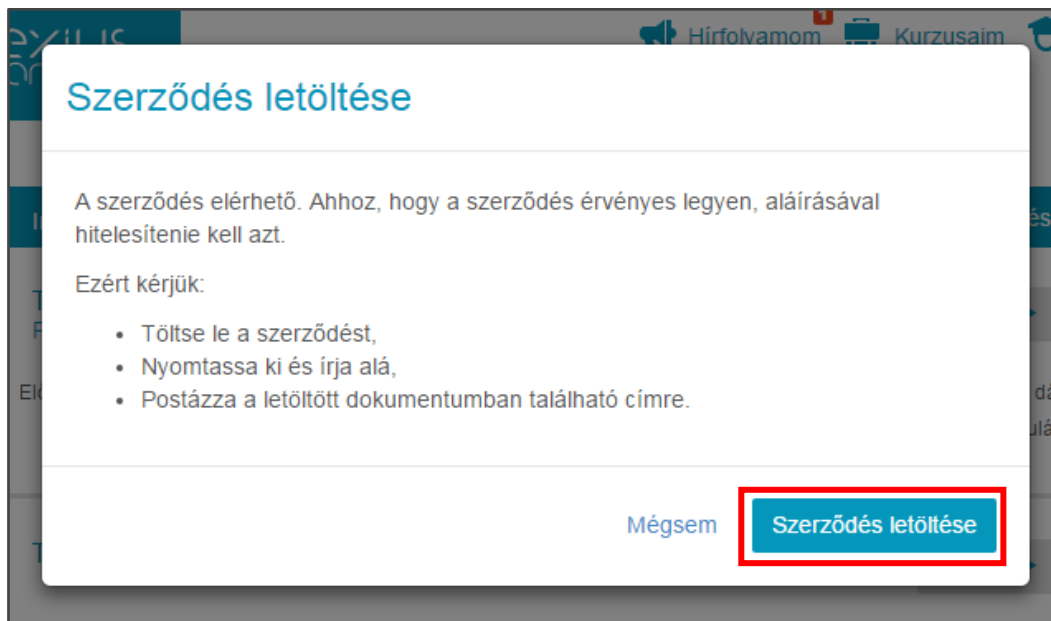 Hírfolyamom 1 Kurzusaim
Szerződés letöltése
A szerződés elérhető. Ahhoz, hogy a szerződés érvényes legyen, aláírásával
hitelesítenie kell azt.
Ezért kérjük:
• Töltse le a szerződést,
• Nyomtassa ki és írja alá,
• Postázza a letöltött dokumentumban található címre.
Mégsem Szerződés letöltése